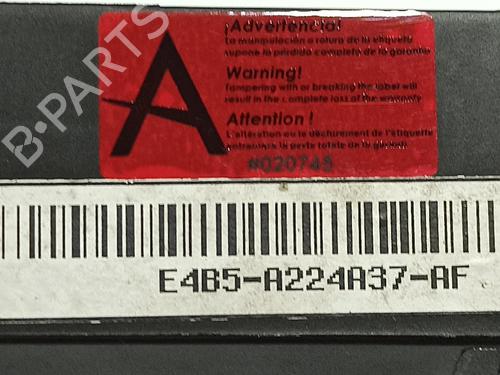 ¡Advertencia!
La manipulación o rotura de la etiqueta
supone la pérdida completa de la garantía
Warning!
Tampering with or breaking the label will
result in the complete loss of the warranty
Attention !
L'altération ou le déchirement de l'étiquette
entrainera la perte totale de la garantie
#020748
E4B5-A224A37-AF
B-PARTS